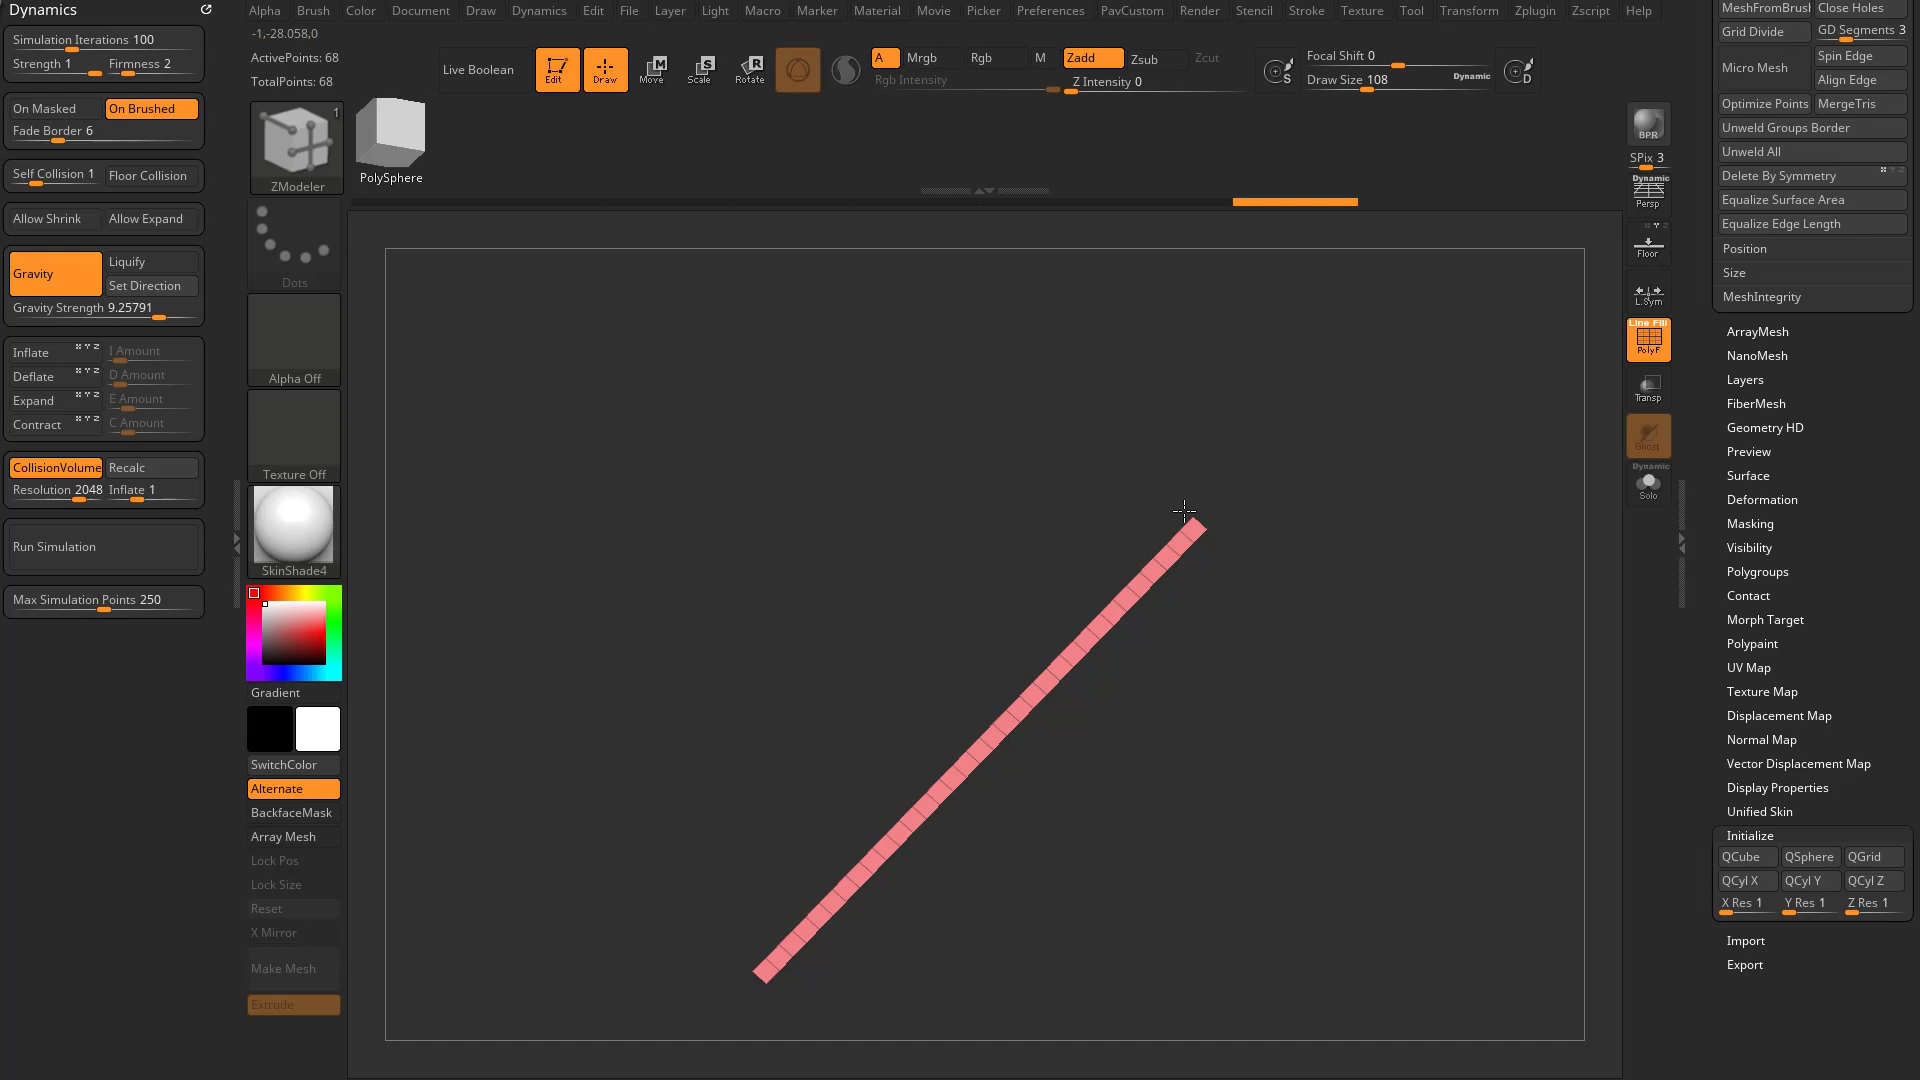 Dynamics
Alpha Brush Color Document Draw Dynamics Edit File Layer Light Macro Marker Material Movie Picker Preferences PavCustom Render Stencil Stroke Texture Tool Transform Zplugin Zscript Help
-1,-28.058,0
ActivePoints: 68
TotalPoints: 68
Live Boolean
Edit
Draw
Move
Scale
Rotate
A
Mrgb
Rgb
M
Zadd
Zsub
Zcut
Rgb Intensity
Z Intensity 0
Focal Shift 0
Draw Size 108
Dynamic
S
D
Simulation Iterations 100
Strength 1
Firmness 2
On Masked
On Brushed
Fade Border 6
Self Collision 1
Floor Collision
Allow Shrink
Allow Expand
Gravity
Liquify
Set Direction
Gravity Strength 9.25791
Inflate
I Amount
Deflate
D Amount
Expand
E Amount
Contract
C Amount
CollisionVolume
Recalc
Resolution 2048
Inflate 1
Run Simulation
Max Simulation Points 250
1
ZModeler
PolySphere
Dots
Alpha Off
Texture Off
SkinShade4
Gradient
SwitchColor
Alternate
BackfaceMask
Array Mesh
Lock Pos
Lock Size
Reset
X Mirror
Make Mesh
Extrude
BPR
SPix 3
Dynamic
Persp
Floor
L.Sym
Line Fill
PolyF
Transp
Ghost
Dynamic
Solo
MeshFromBrush
Close Holes
Grid Divide
GD Segments 3
Micro Mesh
Spin Edge
Align Edge
Optimize Points
MergeTris
Unweld Groups Border
Unweld All
Delete By Symmetry
Equalize Surface Area
Equalize Edge Length
Position
Size
MeshIntegrity
ArrayMesh
NanoMesh
Layers
FiberMesh
Geometry HD
Preview
Surface
Deformation
Masking
Visibility
Polygroups
Contact
Morph Target
Polypaint
UV Map
Texture Map
Displacement Map
Normal Map
Vector Displacement Map
Display Properties
Unified Skin
Initialize
QCube QSphere QGrid
QCyl X QCyl Y QCyl Z
X Res 1 Y Res 1 Z Res 1
Import
Export